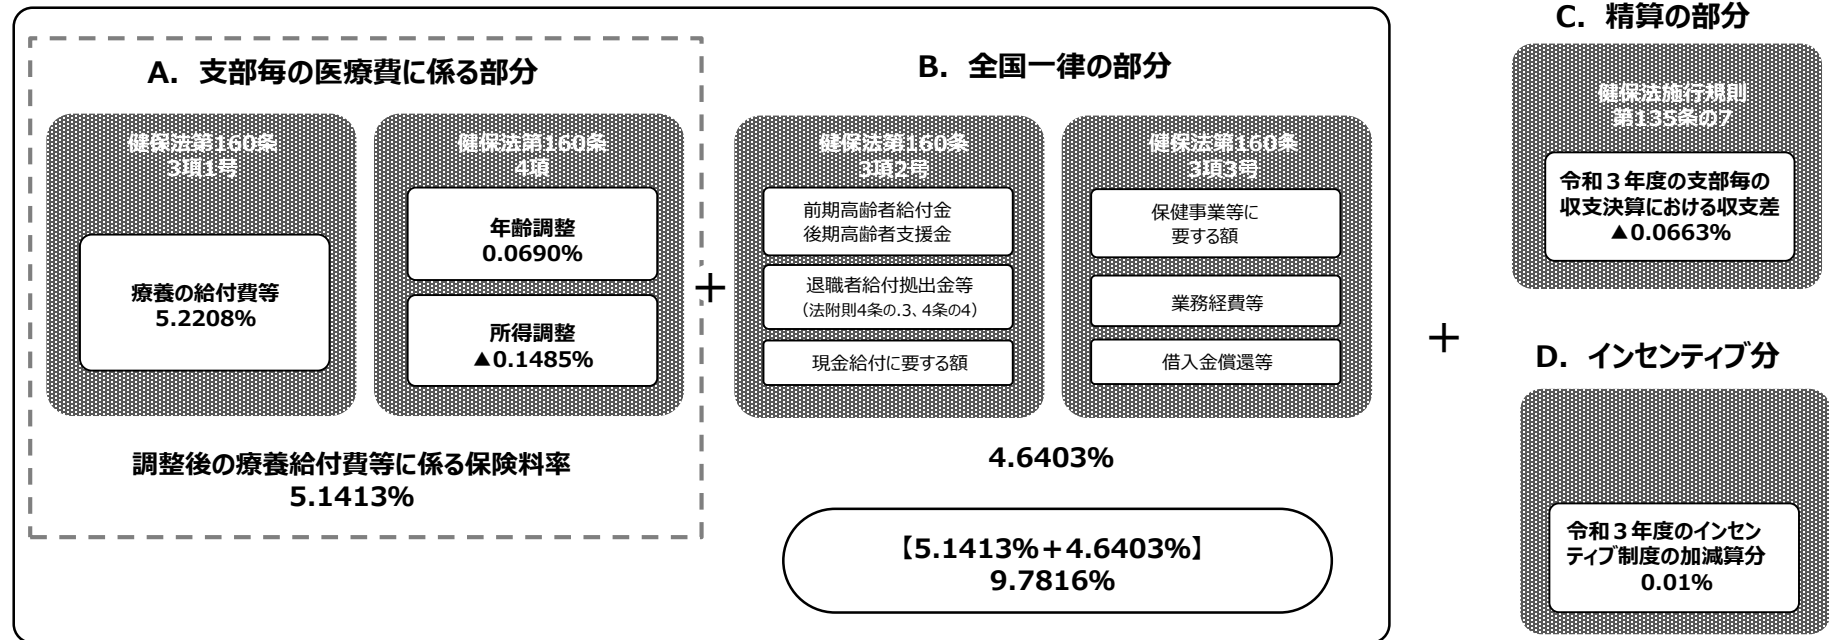 A. 支部毎の医療費に係る部分
健保法第160条
3項1号
療養の給付費等
5.2208%
健保法第160条
4項
年齢調整
0.0690%
所得調整
▲0.1485%
調整後の療養給付費等に係る保険料率
5.1413%
＋
B. 全国一律の部分
健保法第160条
3項2号
前期高齢者給付金
後期高齢者支援金
退職者給付拠出金等
（法附則4条の.3、4条の4）
現金給付に要する額
健保法第160条
3項3号
保健事業等に
要する額
業務経費等
借入金償還等
4.6403%
【5.1413%＋4.6403%】
9.7816%
＋
C. 精算の部分
健保法施行規則
第135条の7
令和３年度の支部毎の
収支決算における収支差
▲0.0663%
D. インセンティブ分
令和３年度のインセン
ティブ制度の加減算分
0.01%